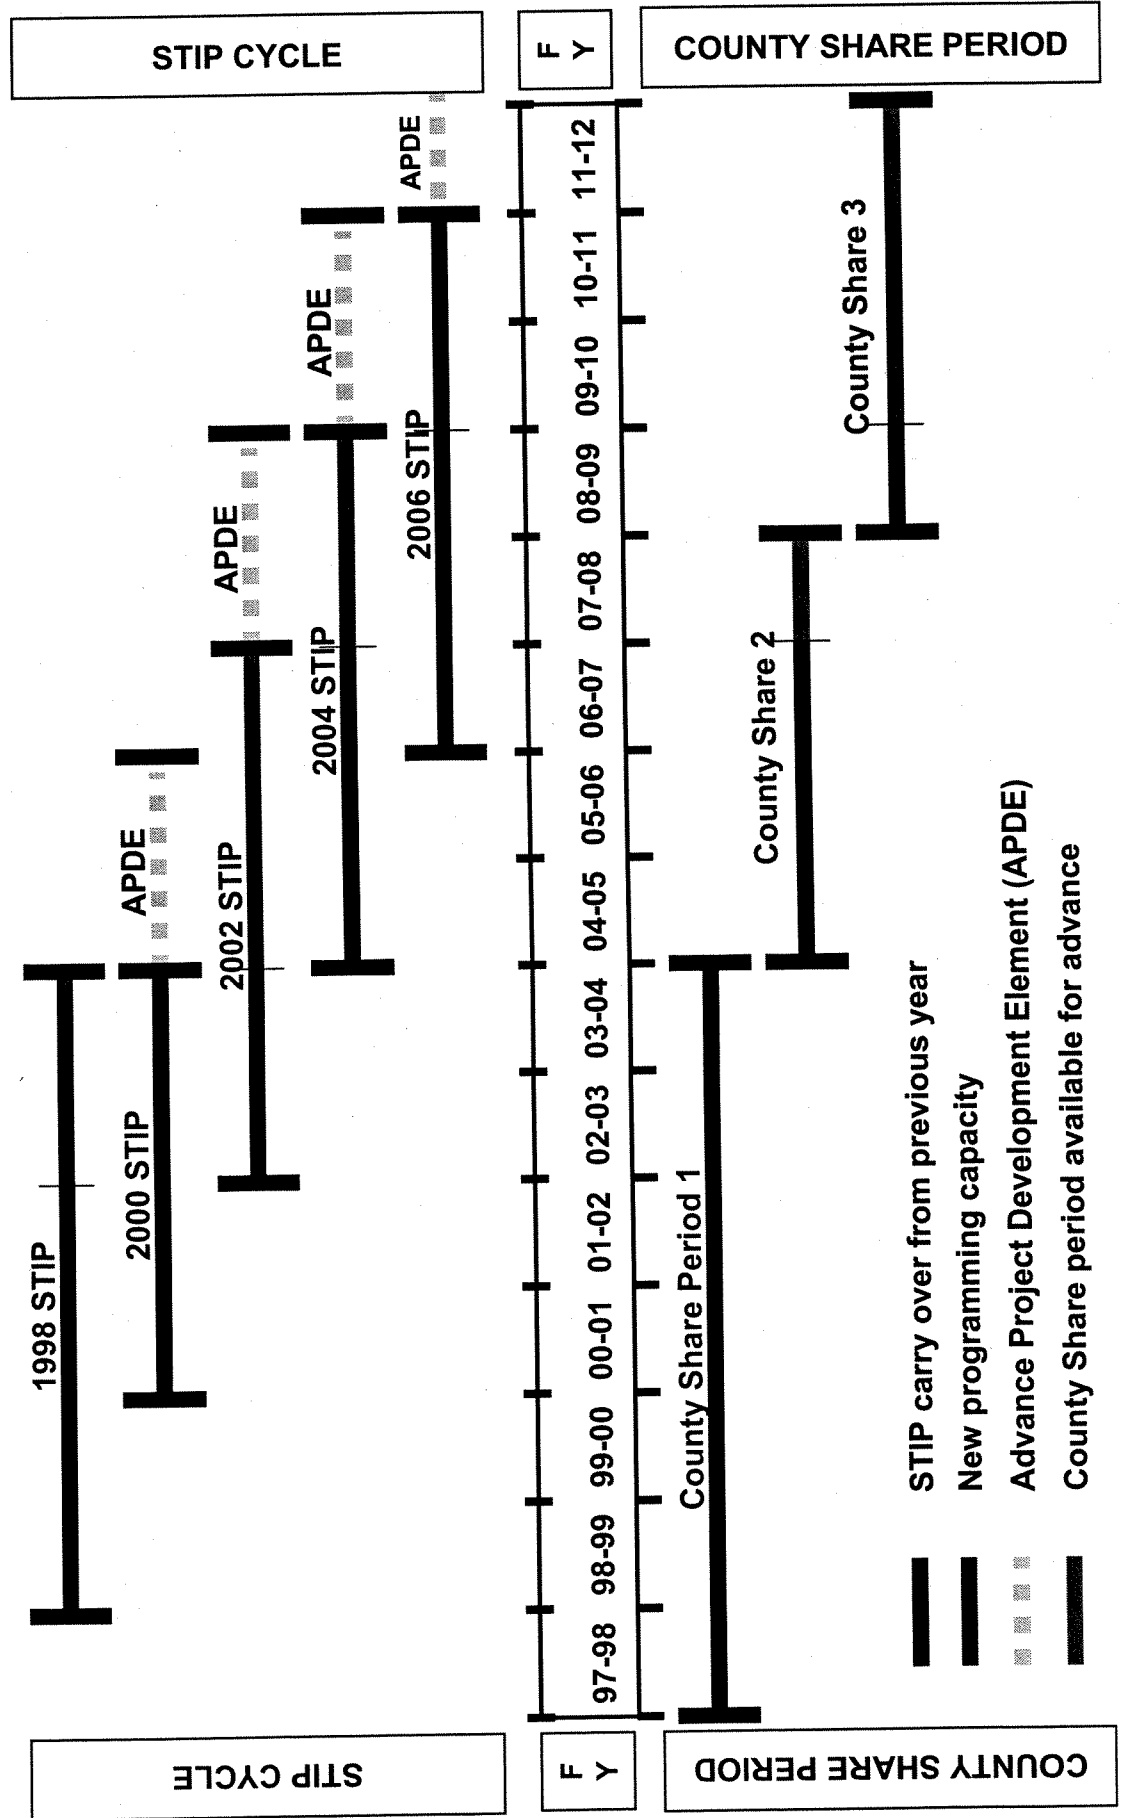 STIP CYCLE
F
Y
COUNTY SHARE PERIOD
1998 STIP
2000 STIP
APDE
2002 STIP
APDE
2004 STIP
APDE
2006 STIP
APDE
97-98 98-99 99-00 00-01 01-02 02-03 03-04 04-05 05-06 06-07 07-08 08-09 09-10 10-11 11-12
County Share Period 1
County Share 2
County Share 3
STIP carry over from previous year
New programming capacity
Advance Project Development Element (APDE)
County Share period available for advance
STIP CYCLE
F
Y
COUNTY SHARE PERIOD